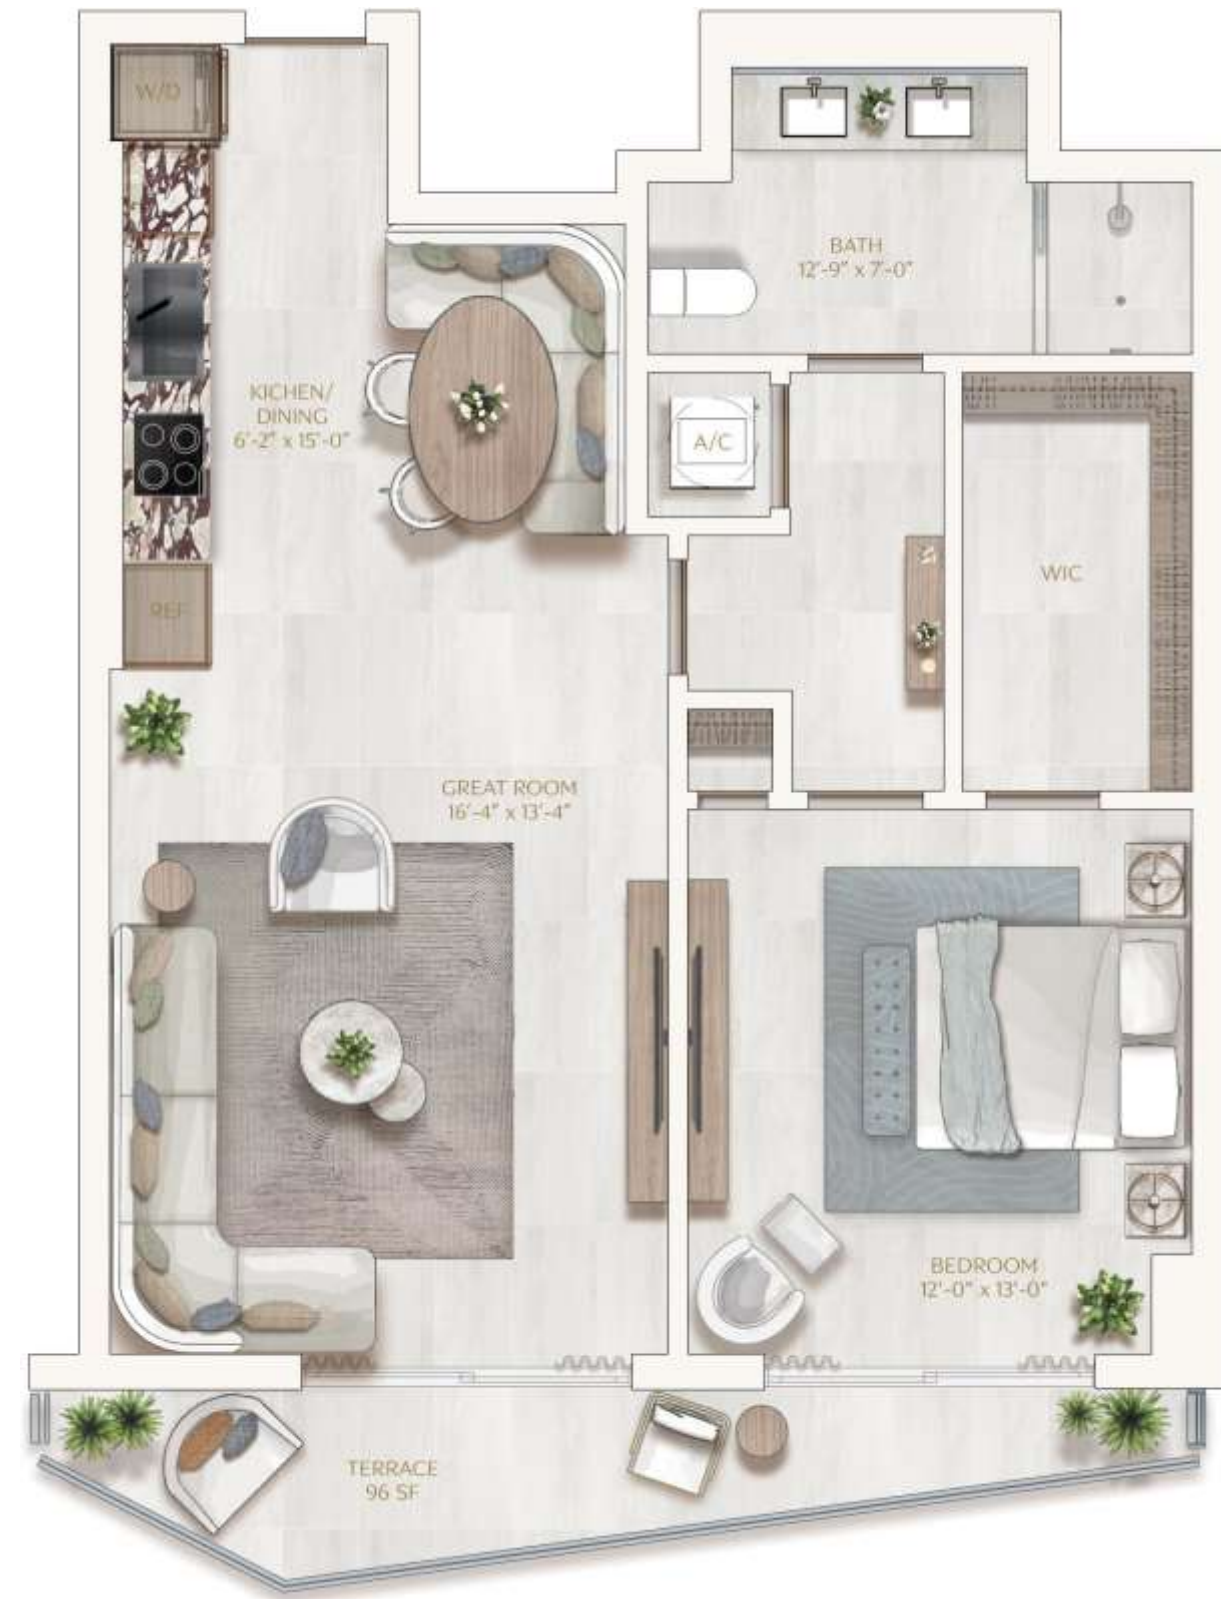 W/D
BATH
12'-9" x 7'-0"
KICHEN/
DINING
6'-2" x 15'-0"
A/C
WIC
REF
GREAT ROOM
16'-4" x 13'-4"
BEDROOM
12'-0" x 13'-0"
TERRACE
96 SF